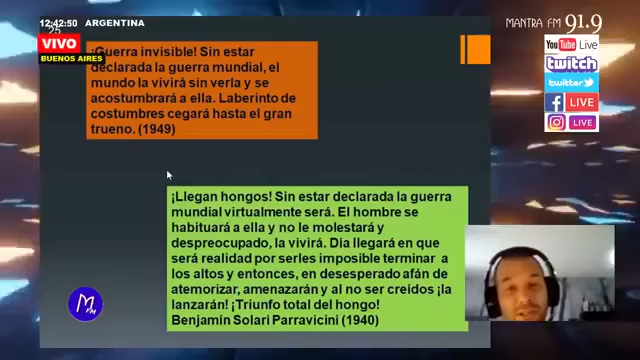 12:42:50 ARGENTINA
25
VIVO
BUENOS AIRES
MANTRA FM 91.9
YouTube Live
twitch
twitter
LIVE
LIVE
¡Guerra invisible! Sin estar
declarada la guerra mundial, el
mundo la vivirá sin verla y se
acostumbrará a ella. Laberinto de
costumbres cegará hasta el gran
trueno. (1949)
¡Llegan hongos! Sin estar declarada la guerra
mundial virtualmente será. El hombre se
habituará a ella y no le molestará y
despreocupado, la vivirá. Día llegará en que
será realidad por serles imposible terminar a
los altos y entonces, en desesperado afán de
atemorizar, amenazarán y al no ser creídos ¡la
lanzarán! ¡Triunfo total del hongo!
Benjamín Solari Parravicini (1940)